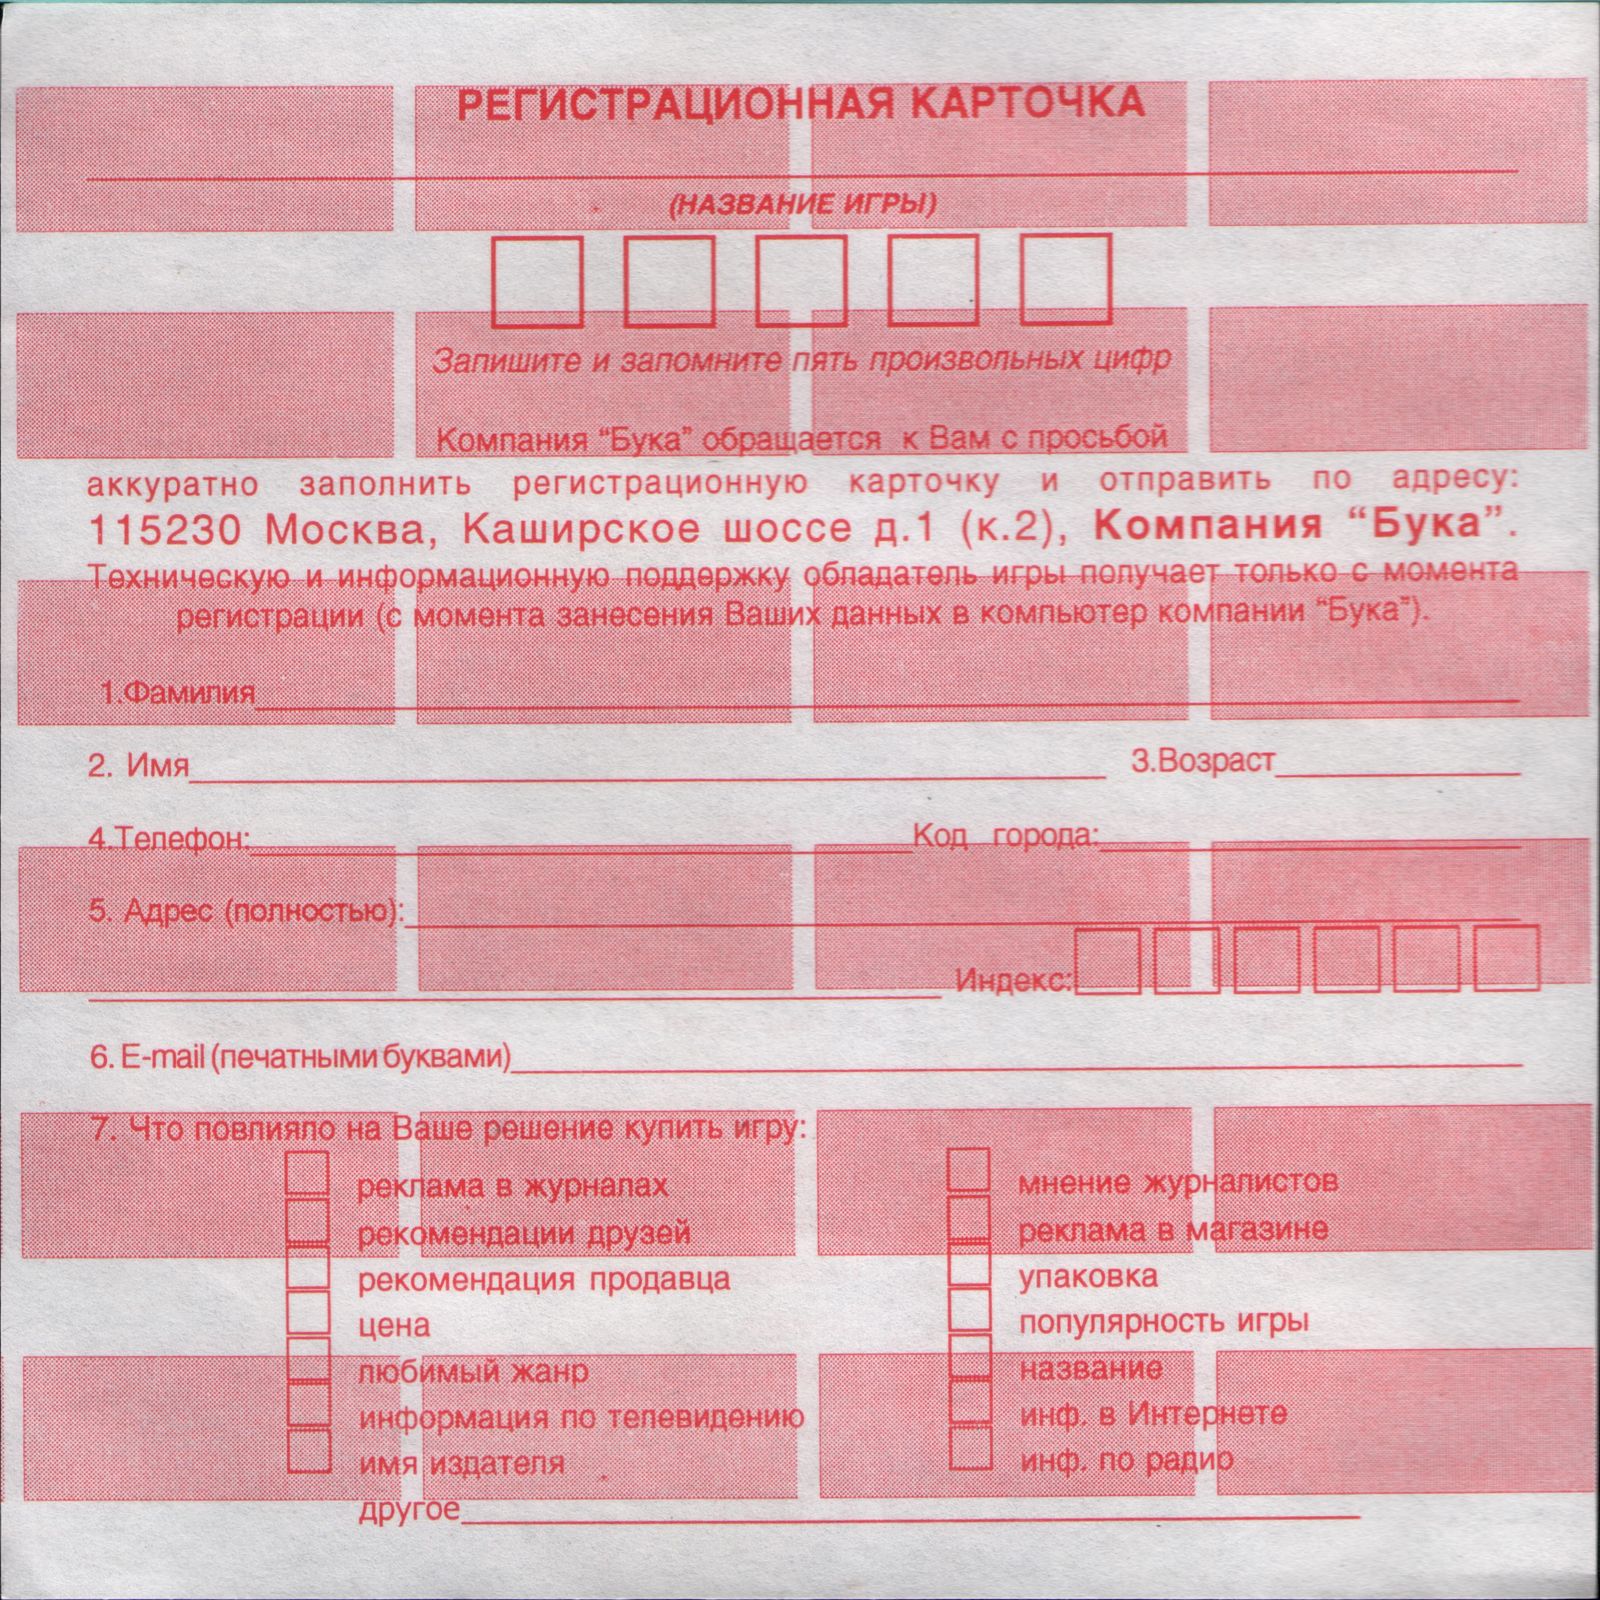 РЕГИСТРАЦИОННАЯ КАРТОЧКА
(НАЗВАНИЕ ИГРЫ)
Запишите и запомните пять произвольных цифр
Компания “Бука” обращается к Вам с просьбой
аккуратно заполнить регистрационную карточку и отправить по адресу:
115230 Москва, Каширское шоссе д.1 (к.2), Компания “Бука”.
Техническую и информационную поддержку обладатель игры получает только с момента
регистрации (с момента занесения Ваших данных в компьютер компании “Бука”).
1.Фамилия
2. Имя 3.Возраст
4.Телефон: Код города:
5. Адрес (полностью):
Индекс:
6. E-mail (печатными буквами)
7. Что повлияло на Ваше решение купить игру:
реклама в журналах
рекомендации друзей
рекомендация продавца
цена
любимый жанр
информация по телевидению
имя издателя
другое
мнение журналистов
реклама в магазине
упаковка
популярность игры
название
инф. в Интернете
инф. по радио